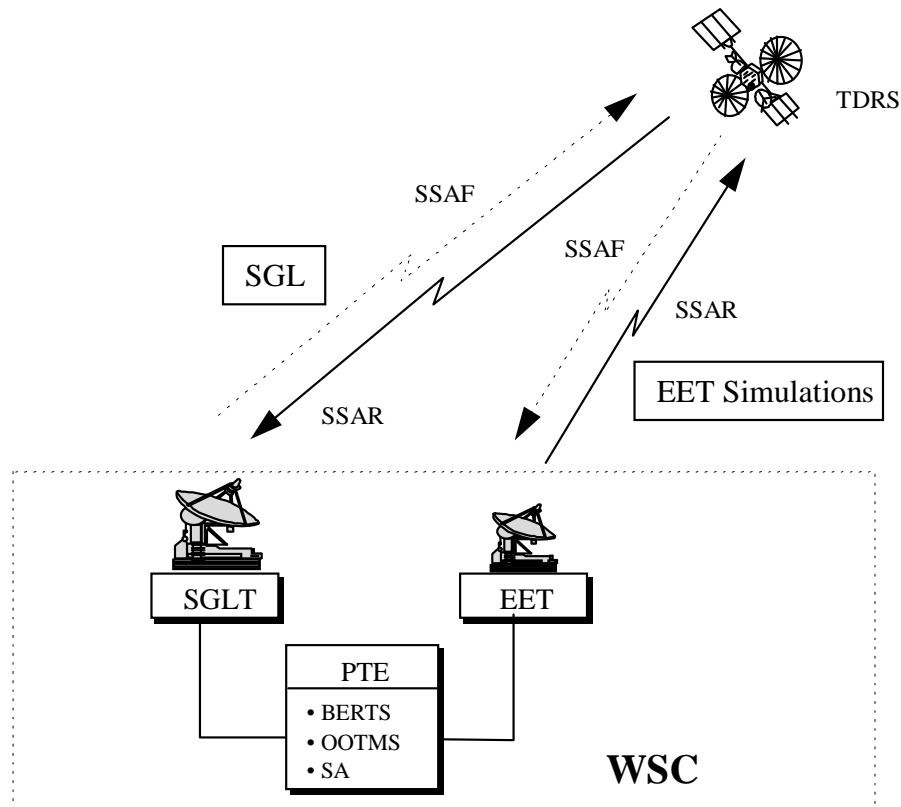 TDRS
SSAF
SGL
SSAF
SSAR
EET Simulations
SSAR
SGLT
EET
PTE
• BERTS
• OOTMS
• SA
WSC